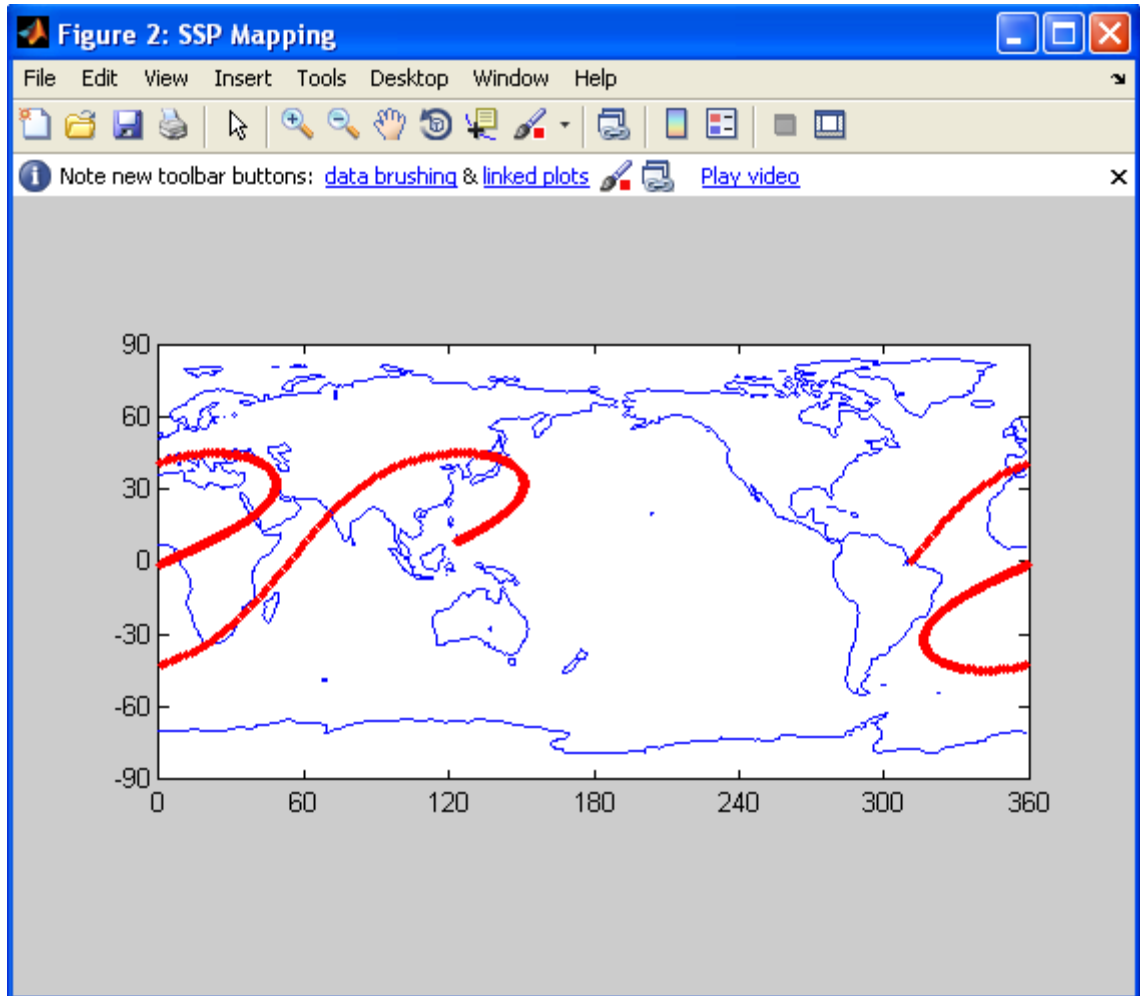 Figure 2: SSP Mapping
File Edit View Insert Tools Desktop Window Help
Note new toolbar buttons: data brushing & linked plots Play video
90
60
30
0
-30
-60
-90
0 60 120 180 240 300 360